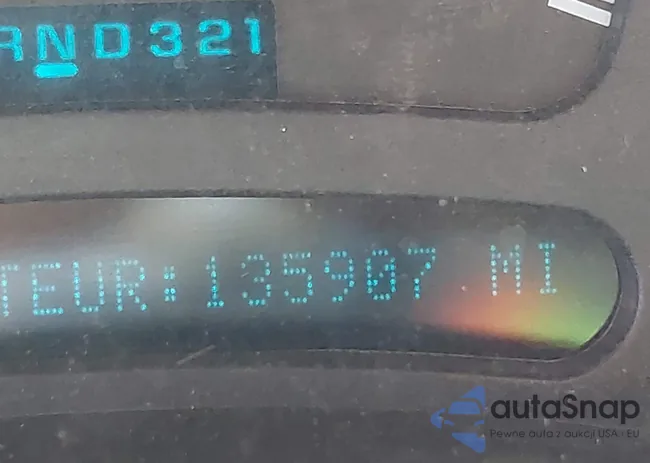 RND321
TEUR:135907 MI
autaSnap
Pewne auta z aukcji USA i EU